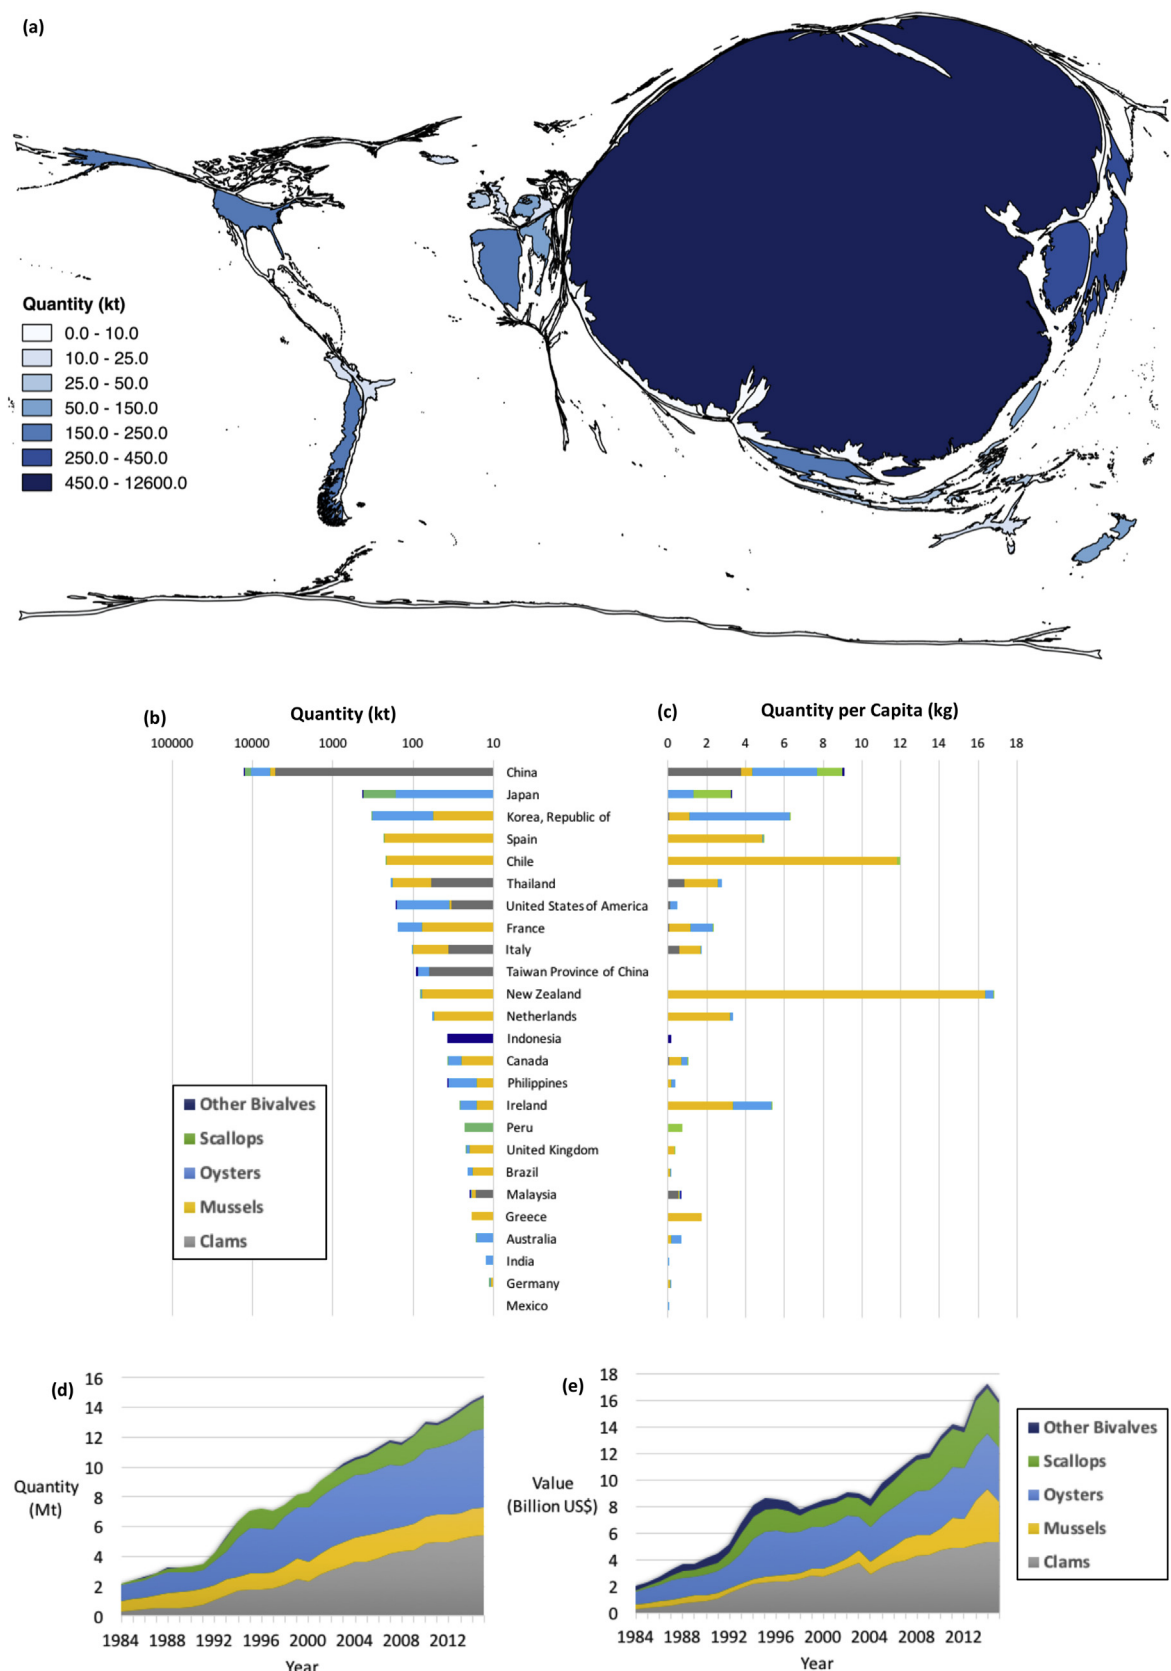 (a)
Quantity (kt)
0.0 - 10.0
10.0 - 25.0
25.0 - 50.0
50.0 - 150.0
150.0 - 250.0
250.0 - 450.0
450.0 - 12600.0
(b)
Quantity (kt)
(c)
Quantity per Capita (kg)
100000 10000 1000 100 10
0 2 4 6 8 10 12 14 16 18
China
Japan
Korea, Republic of
Spain
Chile
Thailand
United States of America
France
Italy
Taiwan Province of China
New Zealand
Netherlands
Indonesia
Canada
Philippines
Ireland
Peru
United Kingdom
Brazil
Malaysia
Greece
Australia
India
Germany
Mexico
Other Bivalves
Scallops
Oysters
Mussels
Clams
(d)
Quantity
(Mt)
16
14
12
10
8
6
4
2
0
1984 1988 1992 1996 2000 2004 2008 2012
Year
(e)
Value
(Billion US$)
18
16
14
12
10
8
6
4
2
0
1984 1988 1992 1996 2000 2004 2008 2012
Year
Other Bivalves
Scallops
Oysters
Mussels
Clams